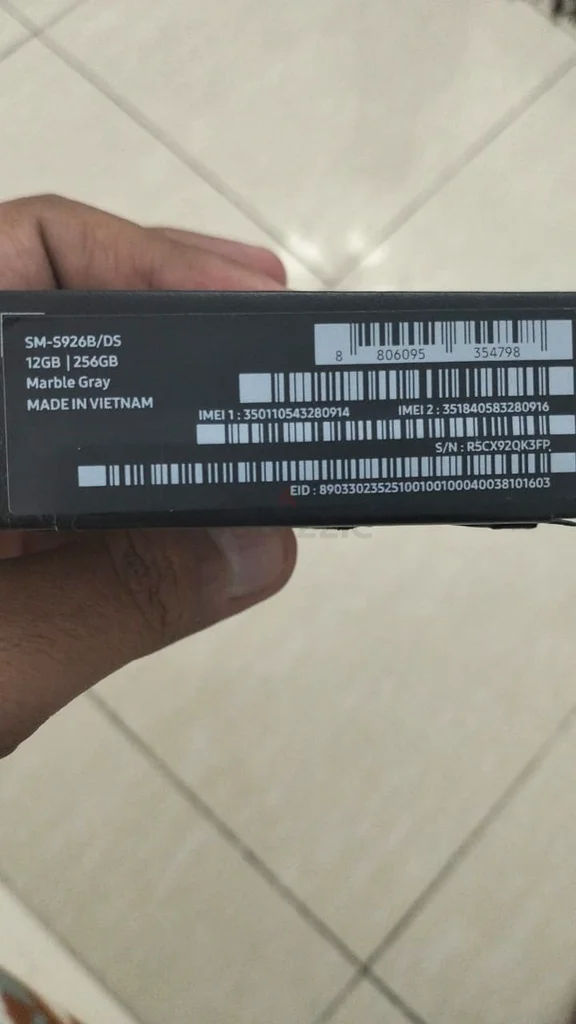 SM-S926B/DS
12GB | 256GB
Marble Gray
MADE IN VIETNAM
8 806095 354798
IMEI 1 : 350110543280914 IMEI 2 : 351840583280916
S/N : R5CX92QK3FP
EID : 89033023525100100100040038101603